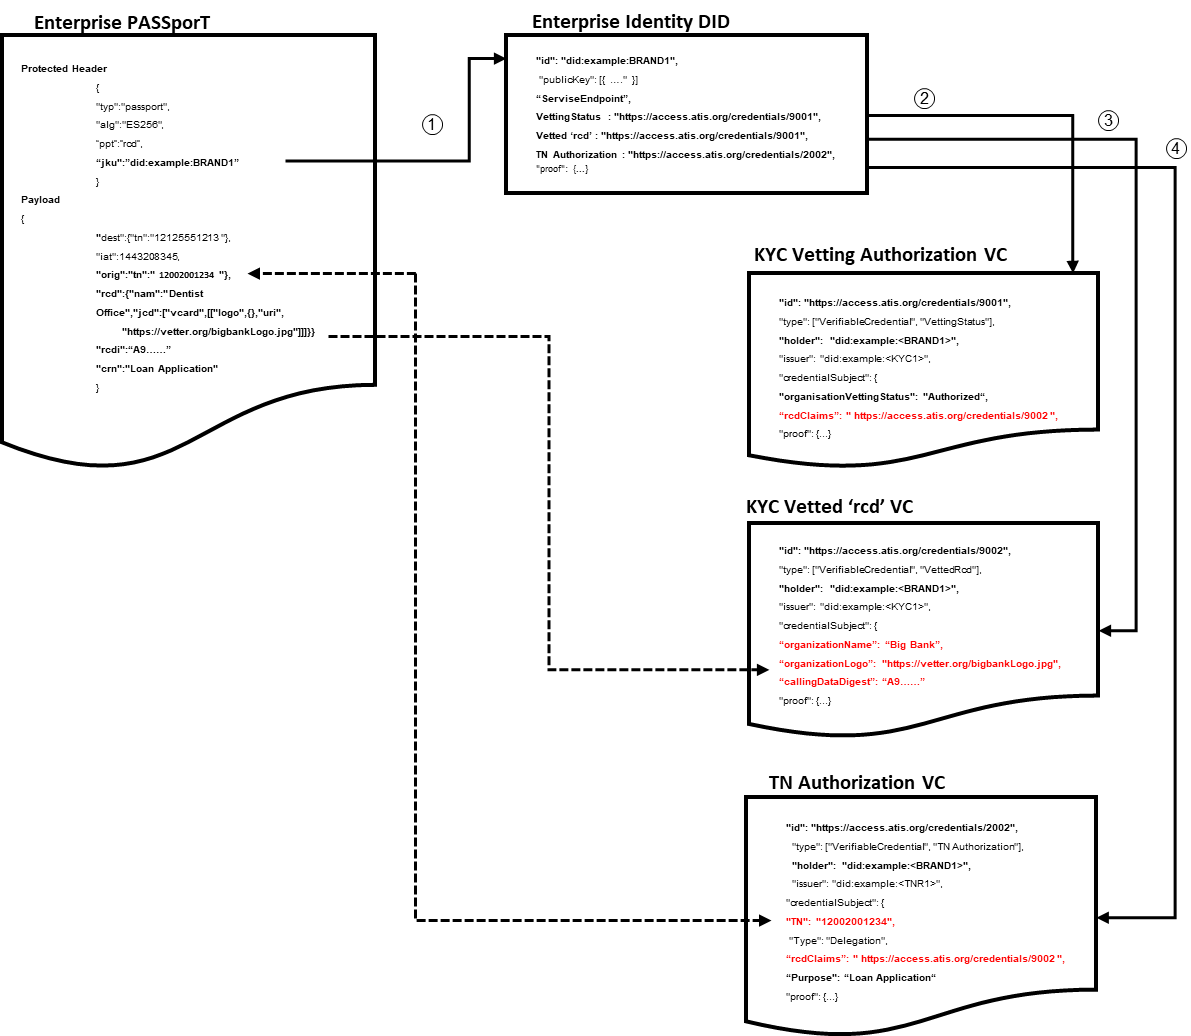 Enterprise PASSporT
Protected Header
{
"typ":"passport",
"alg":"ES256",
"ppt":"rcd",
“jku":”did:example:BRAND1”
}
Payload
{
"dest":{"tn":"12125551213 "},
"iat":1443208345,
"orig":"tn":" 12002001234 "},
"rcd":{"nam":"Dentist
Office","jcd":["vcard",[["logo",{},"uri",
"https://vetter.org/bigbankLogo.jpg"]]]}}
"rcdi":“A9……”
"crn":"Loan Application"
}
1
Enterprise Identity DID
"id": "did:example:BRAND1",
"publicKey": [{ ...." }]
“ServiseEndpoint”,
VettingStatus : "https://access.atis.org/credentials/9001",
Vetted ‘rcd’ : "https://access.atis.org/credentials/9001",
TN Authorization : "https://access.atis.org/credentials/2002",
"proof": {...}
2
3
4
KYC Vetting Authorization VC
"id": "https://access.atis.org/credentials/9001",
"type": ["VerifiableCredential", "VettingStatus"],
"holder": "did:example:<BRAND1>",
"issuer": "did:example:<KYC1>",
"credentialSubject": {
"organisationVettingStatus": "Authorized“,
“rcdClaims”: " https://access.atis.org/credentials/9002 ",
"proof": {...}
KYC Vetted ‘rcd’ VC
"id": "https://access.atis.org/credentials/9002",
"type": ["VerifiableCredential", "VettedRcd"],
"holder": "did:example:<BRAND1>",
"issuer": "did:example:<KYC1>",
"credentialSubject": {
“organizationName”: “Big Bank”,
“organizationLogo”: "https://vetter.org/bigbankLogo.jpg",
“callingDataDigest”: “A9……”
"proof": {...}
TN Authorization VC
"id": "https://access.atis.org/credentials/2002",
"type": ["VerifiableCredential", "TN Authorization"],
"holder": "did:example:<BRAND1>",
"issuer": "did:example:<TNR1>",
"credentialSubject": {
"TN": "12002001234",
"Type": "Delegation",
“rcdClaims”: " https://access.atis.org/credentials/9002 ",
“Purpose": “Loan Application“
"proof": {...}